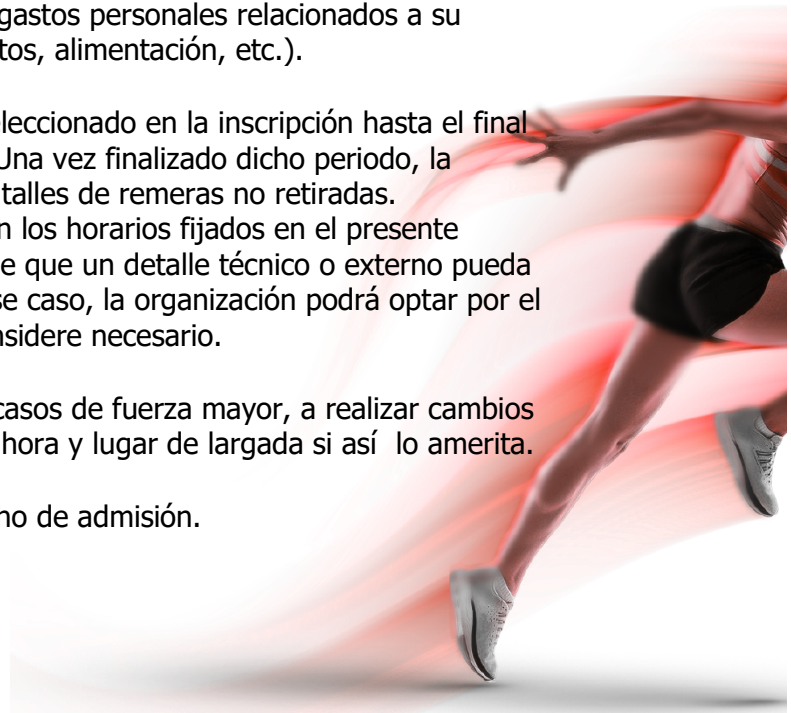 gastos personales relacionados a su
tos, alimentación, etc.).
leccionado en la inscripción hasta el final
Una vez finalizado dicho periodo, la
talles de remeras no retiradas.
n los horarios fijados en el presente
e que un detalle técnico o externo pueda
se caso, la organización podrá optar por el
nsidere necesario.
casos de fuerza mayor, a realizar cambios
hora y lugar de largada si así  lo amerita.
ho de admisión.